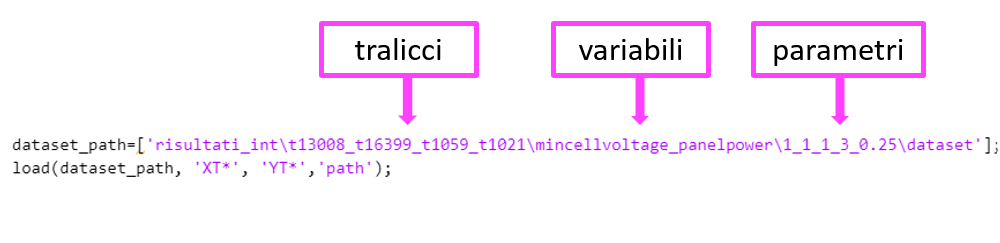 tralicci variabili parametri
dataset_path=['risultati_int\t13008_t16399_t1059_t1021\mincellvoltage_panelpower\1_1_1_3_0.25\dataset'];
load(dataset_path, 'XT*', 'YT*','path');